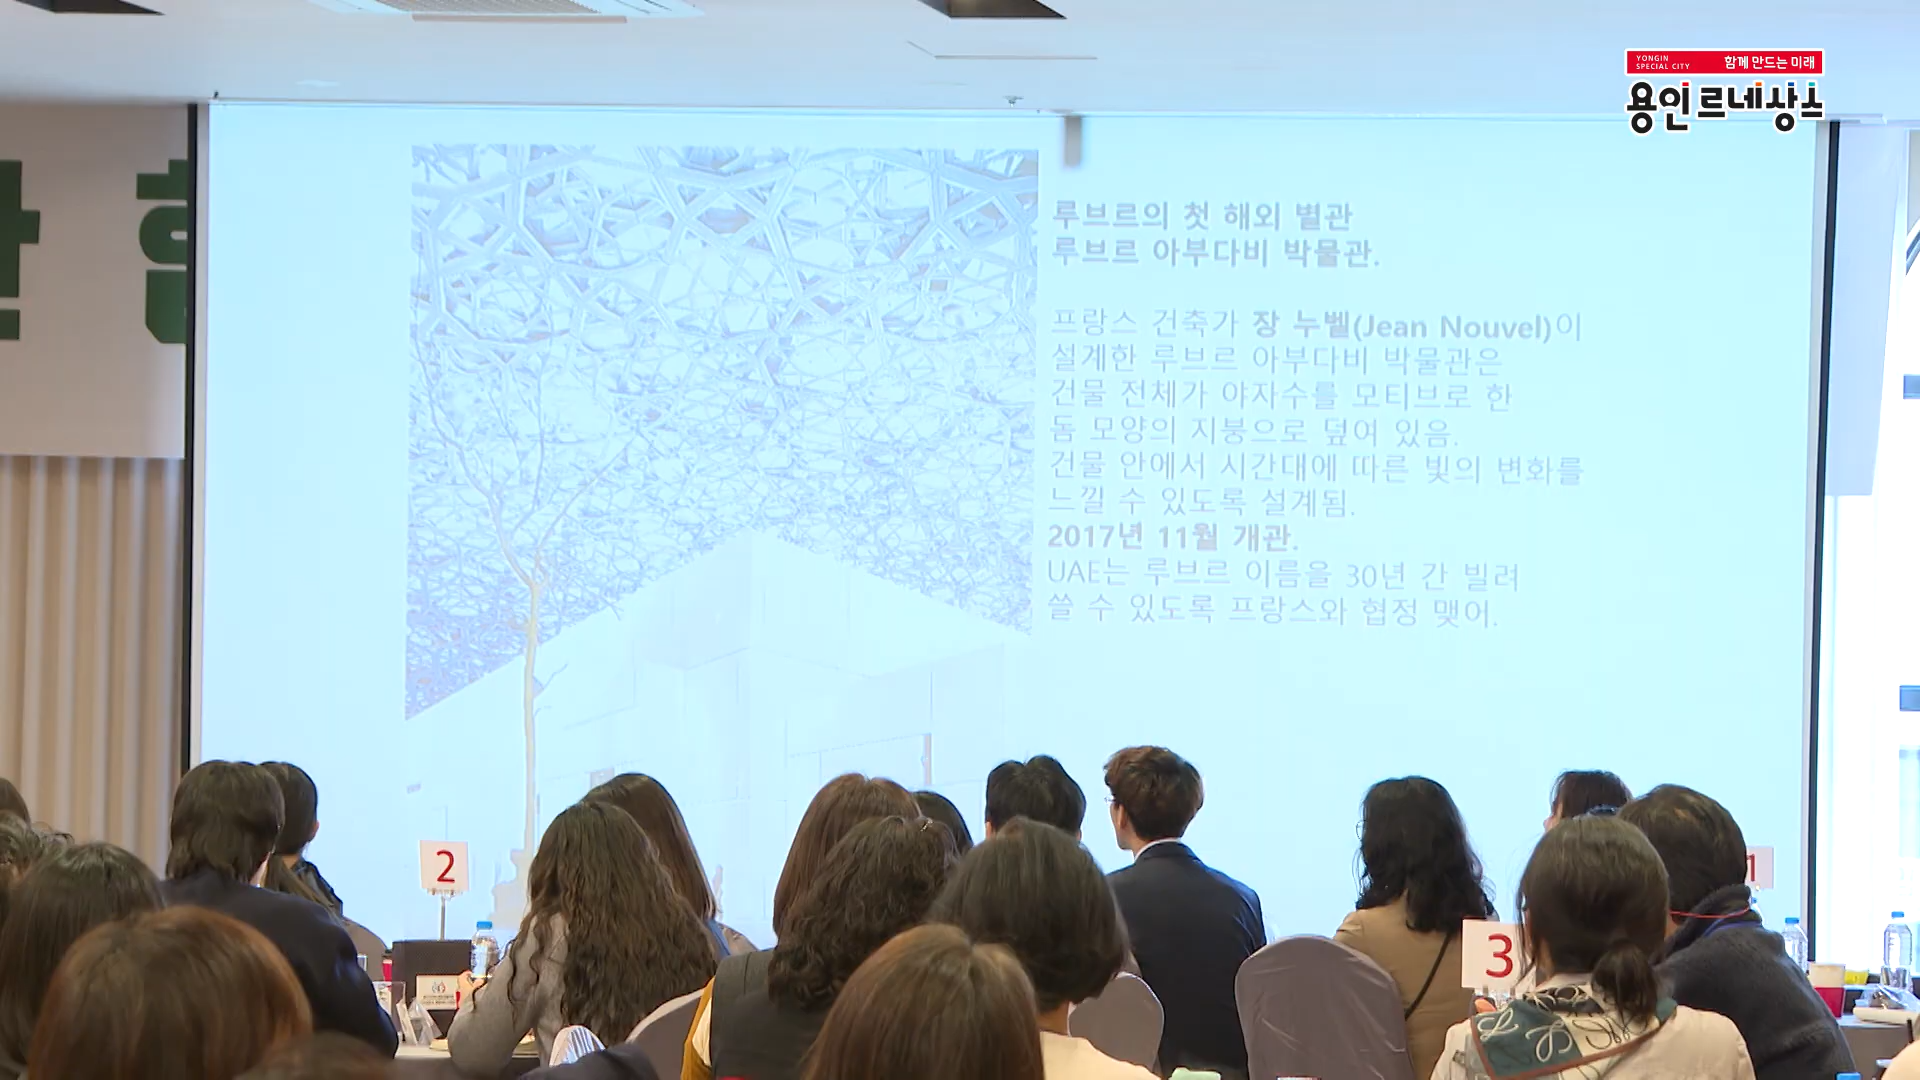 YONGIN
SPECIAL CITY
함께 만드는 미래
용인 르네상스
루브르의 첫 해외 별관
루브르 아부다비 박물관.
프랑스 건축가 장 누벨(Jean Nouvel)이
설계한 루브르 아부다비 박물관은
건물 전체가 야자수를 모티브로 한
돔 모양의 지붕으로 덮여 있음.
건물 안에서 시간대에 따른 빛의 변화를
느낄 수 있도록 설계됨.
2017년 11월 개관.
UAE는 루브르 이름을 30년 간 빌려
쓸 수 있도록 프랑스와 협정 맺어.
2
1
3